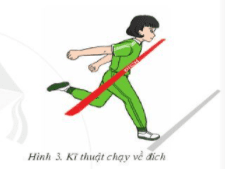 Hình 3. Kĩ thuật chạy về đích